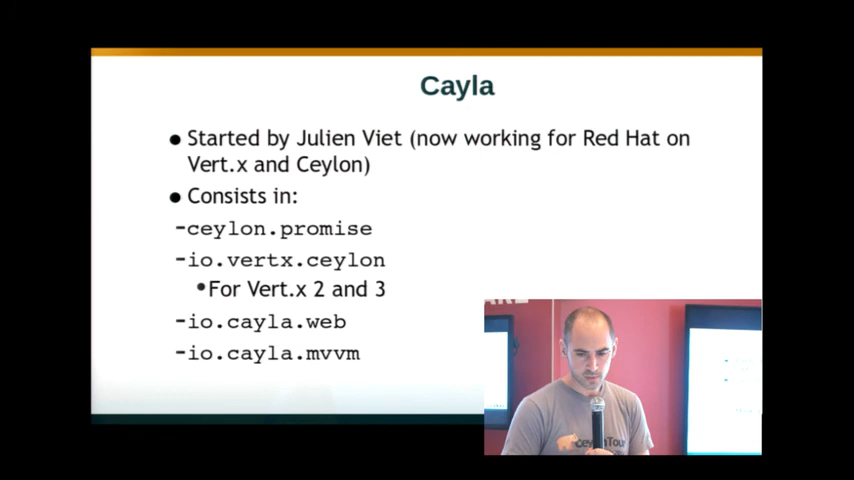 Cayla
● Started by Julien Viet (now working for Red Hat on
Vert.x and Ceylon)
● Consists in:
-ceylon.promise
-io.vertx.ceylon
•For Vert.x 2 and 3
-io.cayla.web
-io.cayla.mvvm